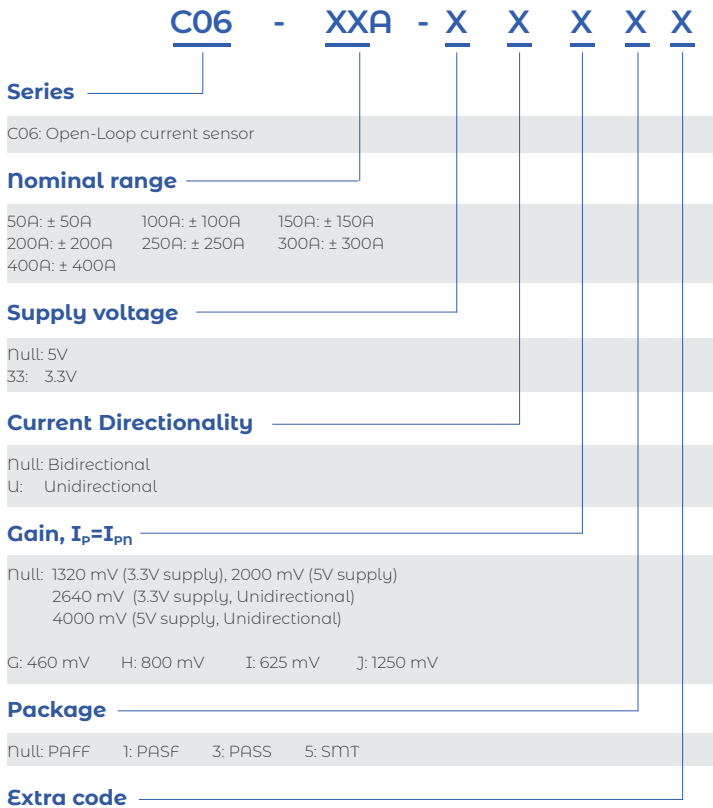 C06 - XXA - X X X X X
Series
C06: Open-Loop current sensor
Nominal range
50A: ± 50A 100A: ± 100A 150A: ± 150A
200A: ± 200A 250A: ± 250A 300A: ± 300A
400A: ± 400A
Supply voltage
Null: 5V
33: 3.3V
Current Directionality
Null: Bidirectional
U: Unidirectional
Gain, IP=IPN
Null: 1320 mV (3.3V supply), 2000 mV (5V supply)
2640 mV (3.3V supply, Unidirectional)
4000 mV (5V supply, Unidirectional)
G: 460 mV H: 800 mV I: 625 mV J: 1250 mV
Package
Null: PAFF 1: PASF 3: PASS 5: SMT
Extra code